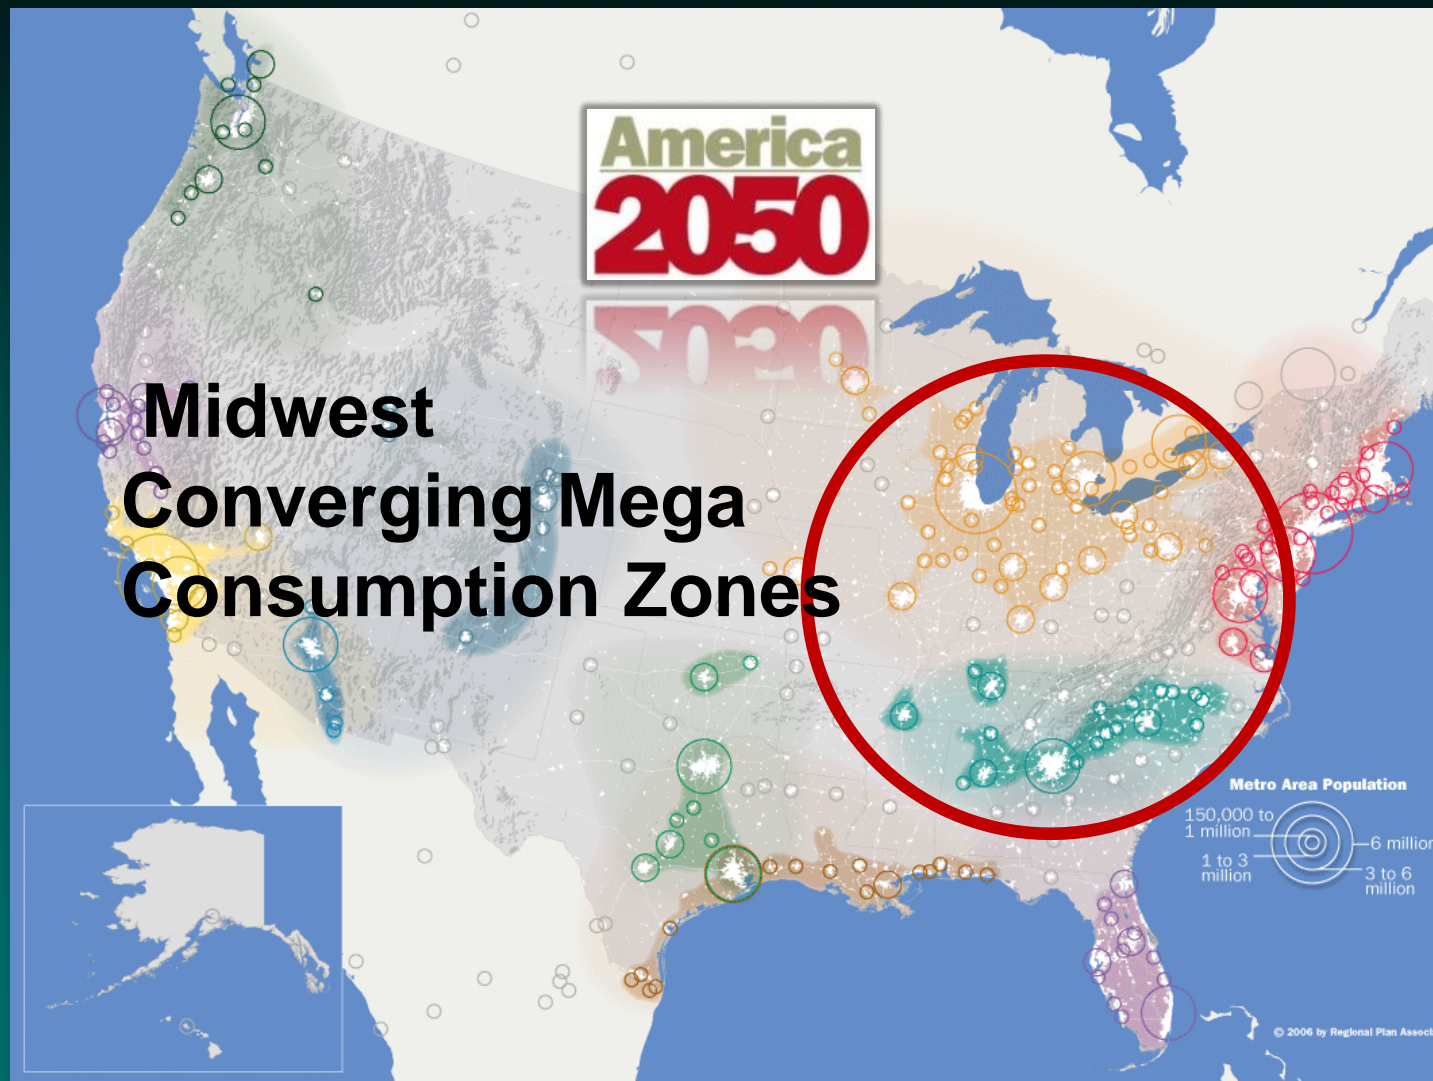 America
2050
Midwest
Converging Mega
Consumption Zones
Metro Area Population
150,000 to
1 million
6 million
1 to 3
million
3 to 6
million
© 2006 by Regional Plan Associ